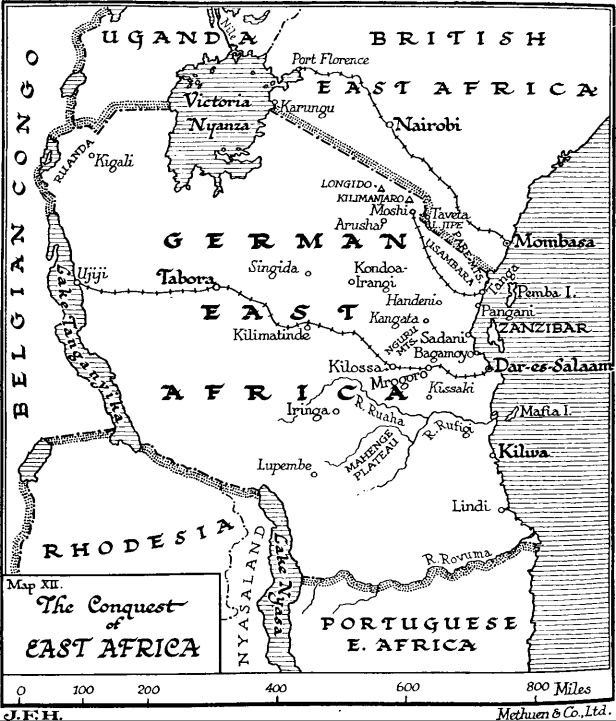 UGANDA
Nile
BRITISH
EAST AFRICA
Port Florence
Victoria
Nyanza
Karungu
Nairobi
BELGIAN CONGO
RUANDA
Kigali
LONGIDO
KILIMANJARO
Moshi
Taveta
L. JIPE
Arusha
PARE MTS.
USAMBARA
Mombasa
GERMAN
EAST
AFRICA
Ujiji
Tabora
Singida
Kondoa-
Irangi
Tanga
Pemba I.
Handeni
Pangani
Kangata
ZANZIBAR
Kilimatinde
NGURU
MTS.
Sadani
Bagamoyo
Lake Tanganyika
Kilossa
Mrogoro
Dar-es-Salaam
Kissaki
Iringa
R. Ruaha
R. Rufigi
Mafia I.
MAHENGE
PLATEAU
Kilwa
Lupembe
Lindi
RHODESIA
NYASALAND
Lake Nyasa
R. Rovuma
PORTUGUESE
E. AFRICA
Map XII.
The Conquest
of
EAST AFRICA
0 100 200 400 600 800 Miles
J.F.H.
Methuen & Co., Ltd.